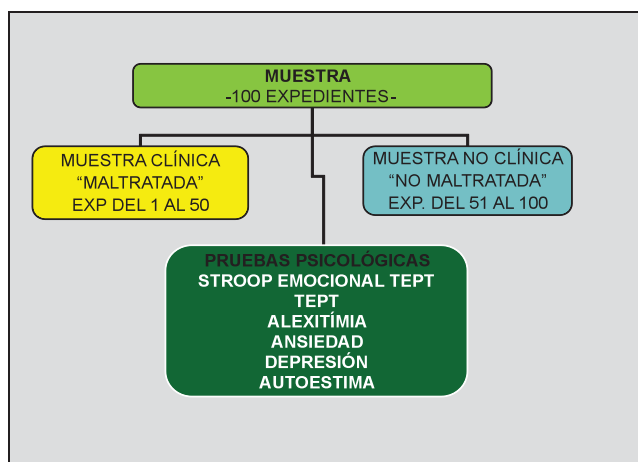 MUESTRA
-100 EXPEDIENTES-
MUESTRA CLÍNICA
“MALTRATADA”
EXP DEL 1 AL 50
MUESTRA NO CLÍNICA
“NO MALTRATADA”
EXP. DEL 51 AL 100
PRUEBAS PSICOLÓGICAS
STROOP EMOCIONAL TEPT
TEPT
ALEXITÍMIA
ANSIEDAD
DEPRESIÓN
AUTOESTIMA